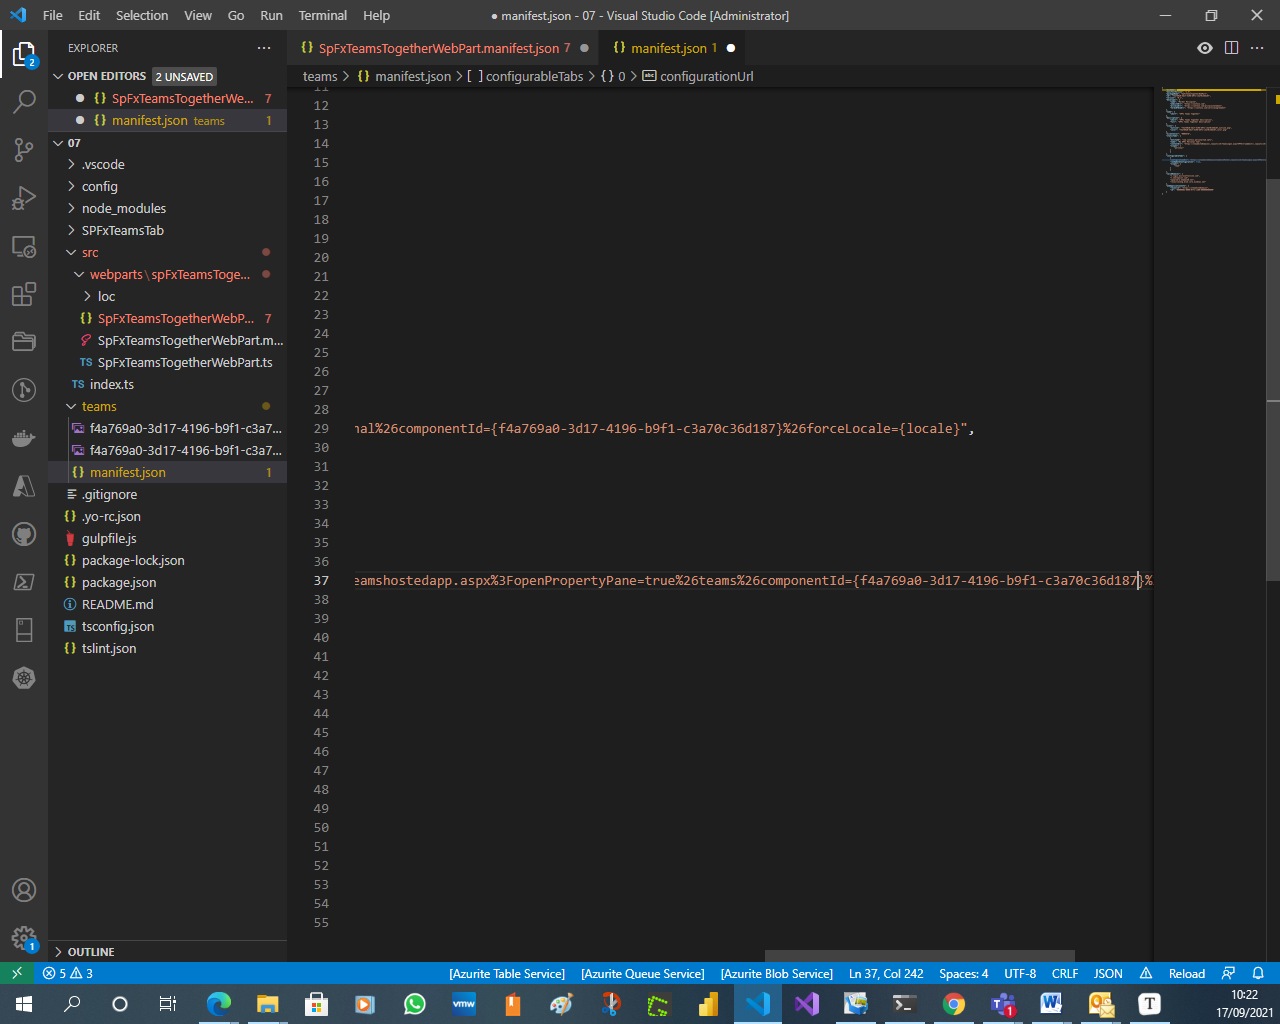 File Edit Selection View Go Run Terminal Help
● manifest.json - 07 - Visual Studio Code [Administrator]
EXPLORER
OPEN EDITORS 2 UNSAVED
SpFxTeamsTogetherWe... 7
manifest.json teams 1
07
.vscode
config
node_modules
SPFxTeamsTab
src
webparts\spFxTeamsToge...
loc
SpFxTeamsTogetherWebP... 7
SpFxTeamsTogetherWebPart.m...
TS SpFxTeamsTogetherWebPart.ts
TS index.ts
teams
f4a769a0-3d17-4196-b9f1-c3a7...
f4a769a0-3d17-4196-b9f1-c3a7...
manifest.json 1
.gitignore
.yo-rc.json
gulpfile.js
package-lock.json
package.json
README.md
tsconfig.json
tslint.json
OUTLINE
SpFxTeamsTogetherWebPart.manifest.json 7
manifest.json 1
teams > {} manifest.json > [ ] configurableTabs > {} 0 > configurationUrl
11
12
13
14
15
16
17
18
19
20
21
22
23
24
25
26
27
28
29 nal%26componentId={f4a769a0-3d17-4196-b9f1-c3a70c36d187}%26forceLocale={locale}",
30
31
32
33
34
35
36
37 eamshostedapp.aspx%3FopenPropertyPane=true%26teams%26componentId={f4a769a0-3d17-4196-b9f1-c3a70c36d187}%
38
39
40
41
42
43
44
45
46
47
48
49
50
51
52
53
54
55
5 3 [Azurite Table Service] [Azurite Queue Service] [Azurite Blob Service] Ln 37, Col 242 Spaces: 4 UTF-8 CRLF JSON Reload
10:22
17/09/2021